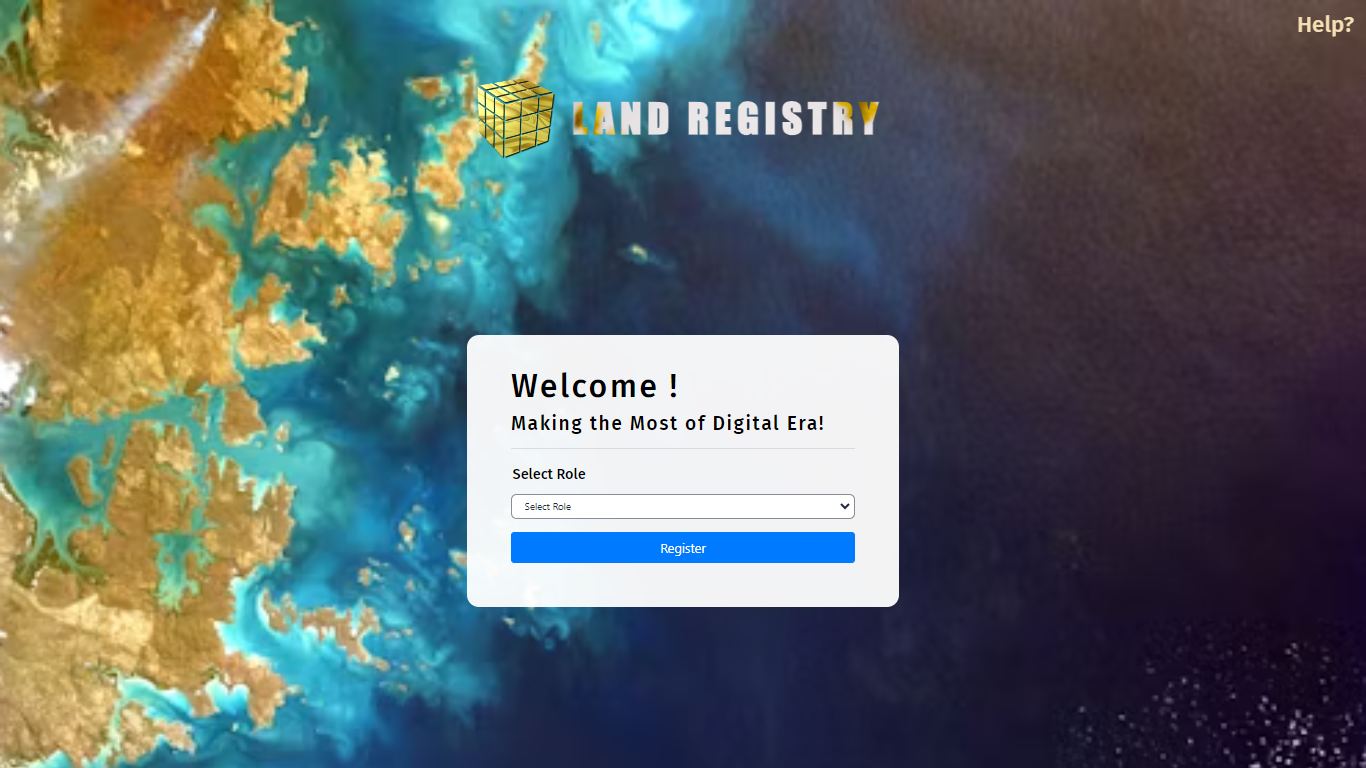 Help?
LAND REGISTRY
Welcome !
Making the Most of Digital Era!
Select Role
Select Role
Register